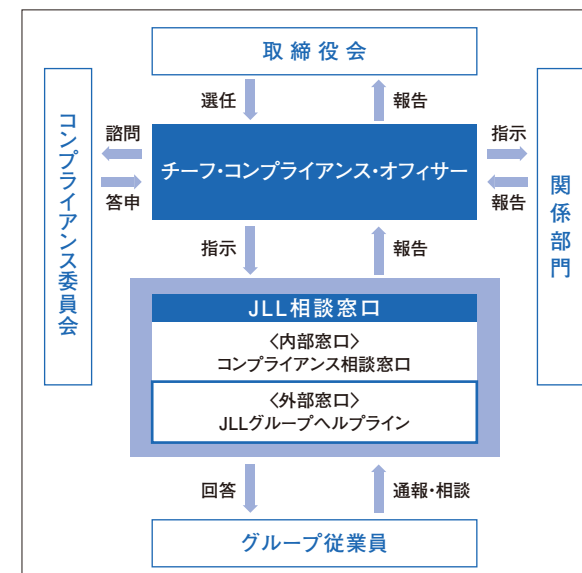 取締役会
選任
報告
コンプライアンス委員会
諮問
答申
チーフ・コンプライアンス・オフィサー
指示
報告
関係部門
指示
報告
JLL相談窓口
〈内部窓口〉
コンプライアンス相談窓口
〈外部窓口〉
JLLグループヘルプライン
回答
通報・相談
グループ従業員